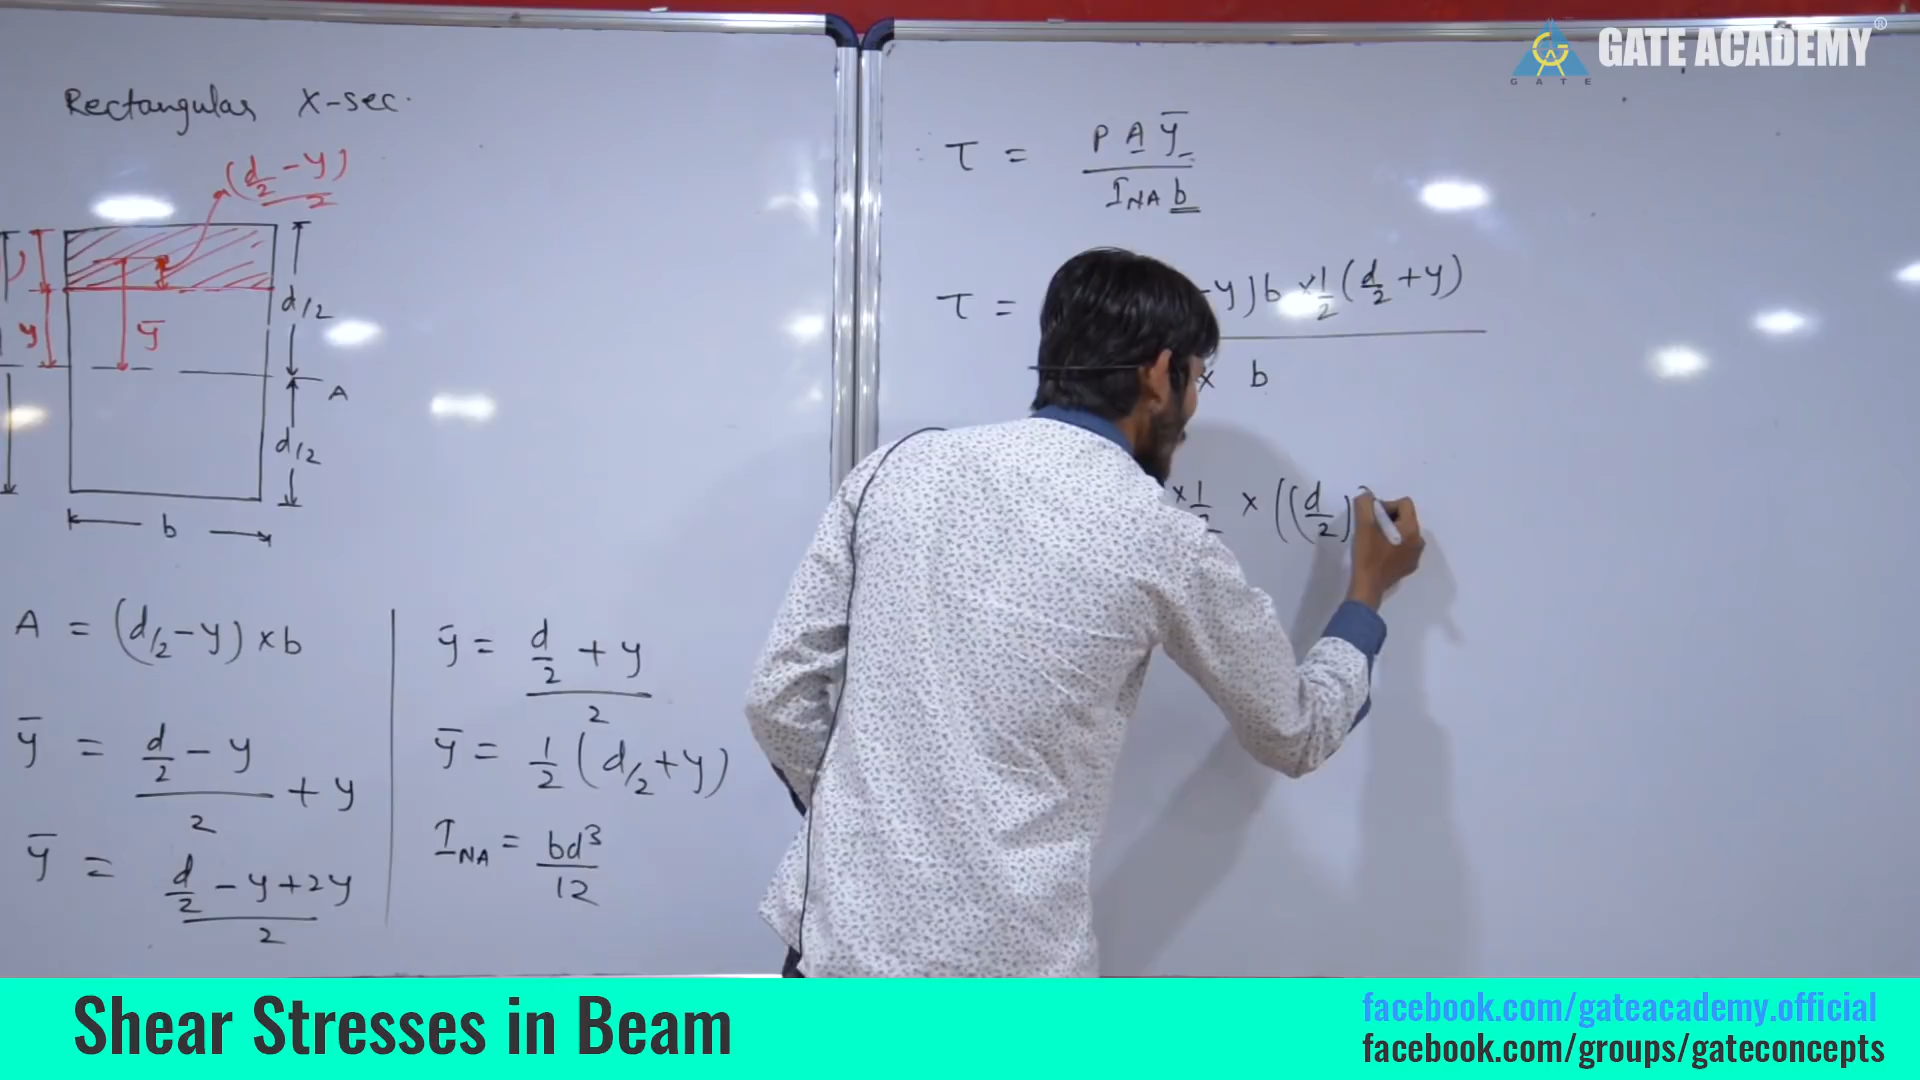 Rectangular X-sec.
(d/2 - y)/2
y
ȳ
d/2
A
d/2
b
A = (d/2 - y) × b
ȳ = (d/2 - y)/2 + y
ȳ = (d/2 - y + 2y)/2
ȳ = (d/2 + y)/2
ȳ = 1/2 (d/2 + y)
I_NA = bd³/12
τ = P A ȳ / I_NA b
τ =
- y) b × 1/2 (d/2 + y)
× b
× 1/2 × ((d/2)
GATE ACADEMY®
GATE
Shear Stresses in Beam
facebook.com/gateacademy.official
facebook.com/groups/gateconcepts